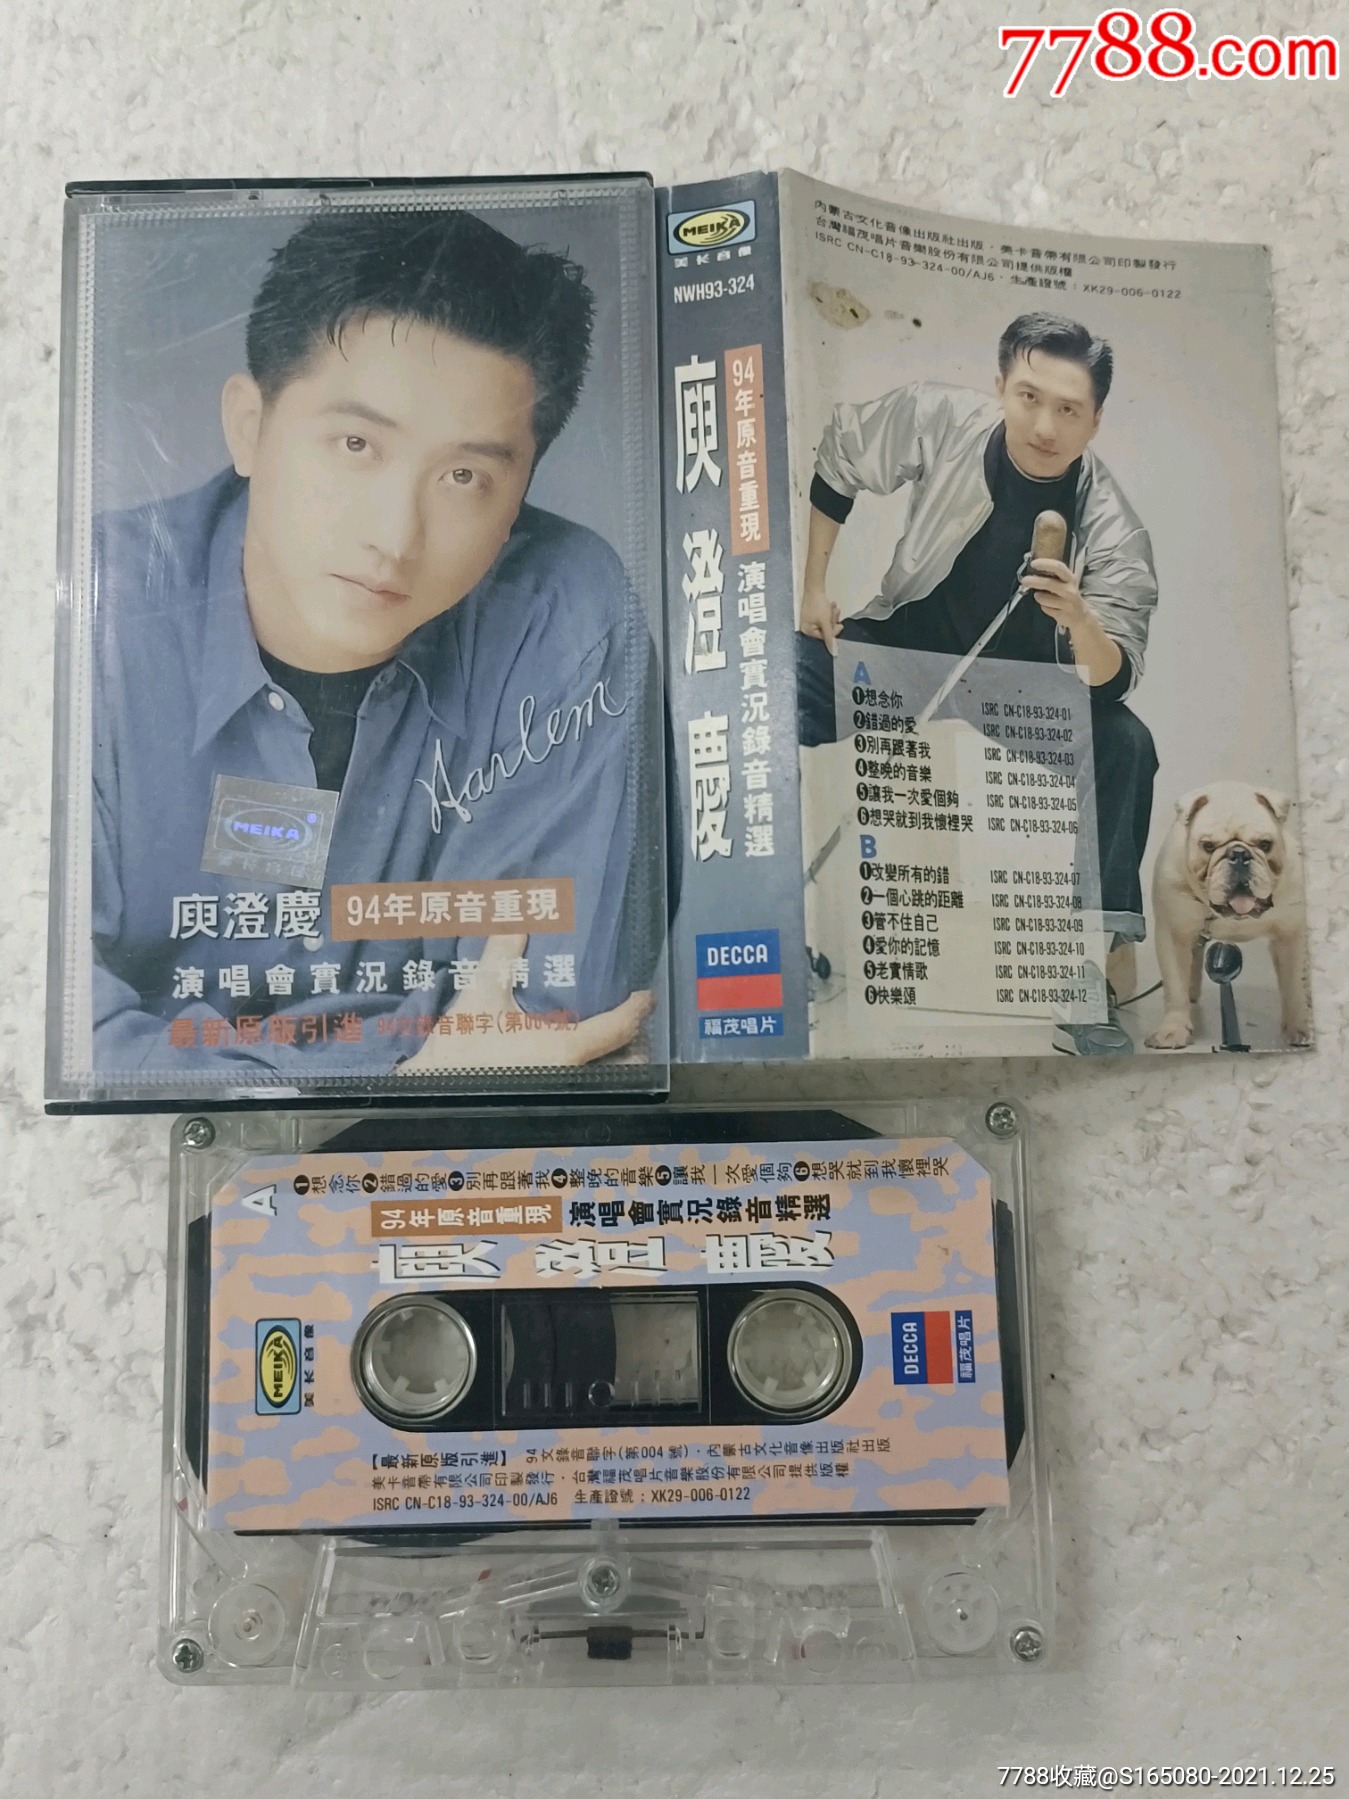 7788.com
Harlem
MEIKA®
庾澄慶 94年原音重現
演唱會實況錄音精選
最新原版引進 94文錄音聯字(第004號)
MEIKA
美长音像
NWH93-324
庾澄慶
94年原音重現 演唱會實況錄音精選
DECCA
福茂唱片
內蒙古文化音像出版社出版·美卡音帶有限公司印製發行
台灣福茂唱片音樂股份有限公司提供版權
ISRC CN-C18-93-324-00/AJ6·生產證號:XK29-006-0122
A
❶想念你 ISRC CN-C18-93-324-01
❷錯過的愛 ISRC CN-C18-93-324-02
❸別再跟著我 ISRC CN-C18-93-324-03
❹整晚的音樂 ISRC CN-C18-93-324-04
❺讓我一次愛個夠 ISRC CN-C18-93-324-05
❻想哭就到我懷裡哭 ISRC CN-C18-93-324-06
B
❶改變所有的錯 ISRC CN-C18-93-324-07
❷一個心跳的距離 ISRC CN-C18-93-324-08
❸管不住自己 ISRC CN-C18-93-324-09
❹愛你的記憶 ISRC CN-C18-93-324-10
❺老實情歌 ISRC CN-C18-93-324-11
❻快樂頌 ISRC CN-C18-93-324-12
A
❶想念你❷錯過的愛❸別再跟著我❹整晚的音樂❺讓我一次愛個夠❻想哭就到我懷裡哭
94年原音重現 演唱會實況錄音精選
庾澄慶
MEIKA
美长音像
DECCA
福茂唱片
【最新原版引進】 94文錄音聯字(第004號)·內蒙古文化音像出版社出版
美卡音帶有限公司印製發行·台灣福茂唱片音樂股份有限公司提供版權
ISRC CN-C18-93-324-00/AJ6 生產證號:XK29-006-0122
7788收藏@S165080-2021.12.25